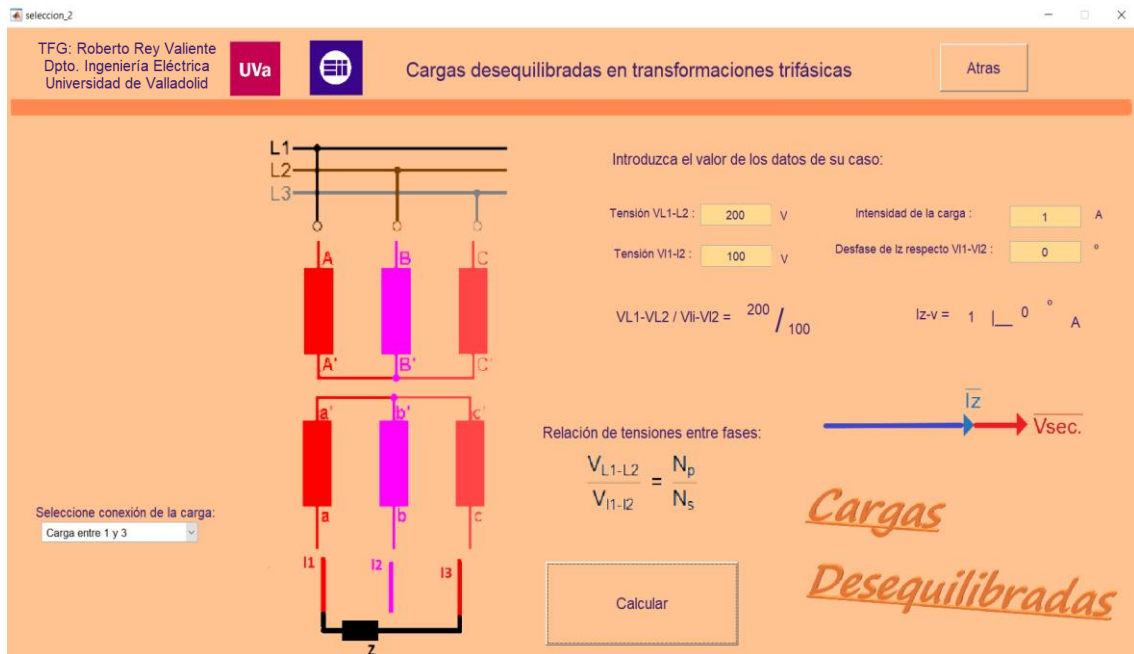 seleccion_2
TFG: Roberto Rey Valiente
Dpto. Ingeniería Eléctrica
Universidad de Valladolid
UVa
Cargas desequilibradas en transformaciones trifásicas
Atras
L1
L2
L3
A B C
A' B' C'
a' b' c'
a b c
l1 l2 l3
Z
Seleccione conexión de la carga:
Carga entre 1 y 3
Introduzca el valor de los datos de su caso:
Tensión VL1-L2 : 200 V
Intensidad de la carga : 1 A
Tensión Vl1-l2 : 100 V
Desfase de Iz respecto Vl1-Vl2 : 0 º
VL1-VL2 / Vli-Vl2 = 200 / 100
Iz-v = 1 |__ 0 º A
Iz
Vsec.
Relación de tensiones entre fases:
VL1-L2 = Np
Vl1-l2 Ns
Calcular
Cargas
Desequilibradas